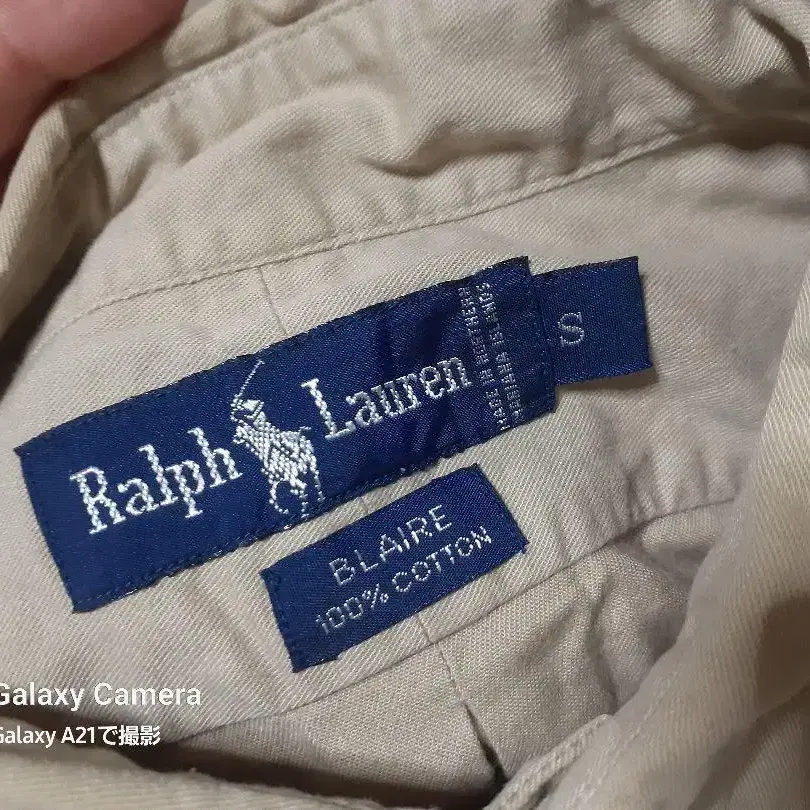 Ralph Lauren
MADE IN NORTHERN
MARIANA ISLANDS
S
BLAIRE
100% COTTON
Galaxy Camera
Galaxy A21で撮影